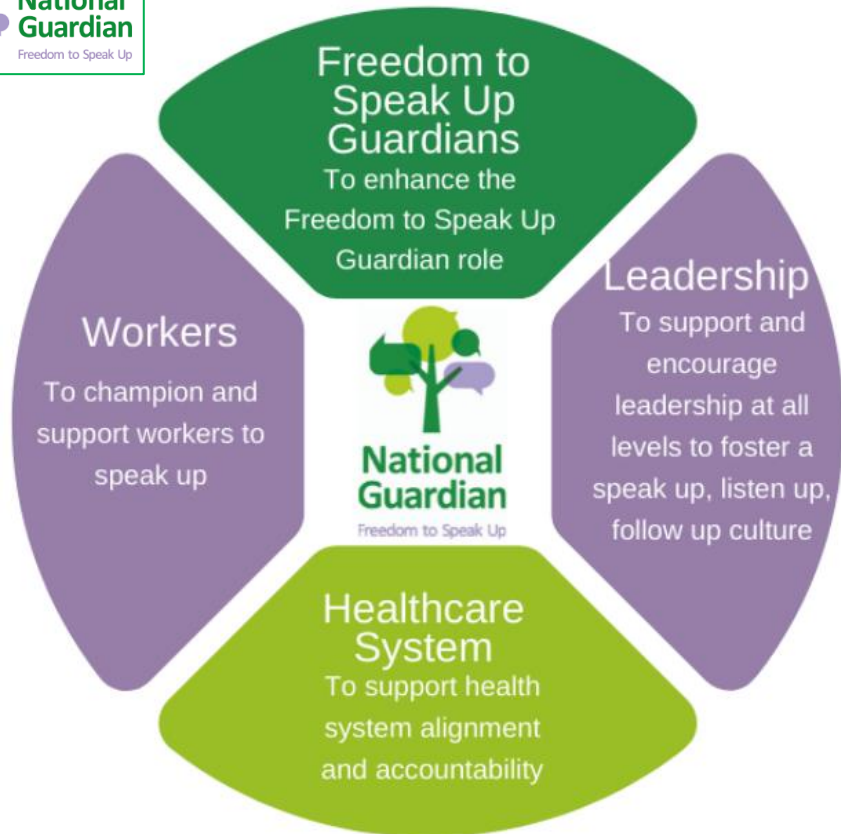 National
Guardian
Freedom to Speak Up
Freedom to
Speak Up
Guardians
To enhance the
Freedom to Speak Up
Guardian role
Workers
To champion and
support workers to
speak up
National
Guardian
Freedom to Speak Up
Leadership
To support and
encourage
leadership at all
levels to foster a
speak up, listen up,
follow up culture
Healthcare
System
To support health
system alignment
and accountability